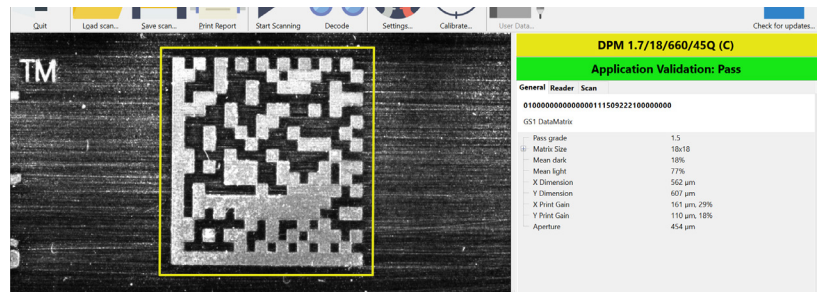 Quit
Load scan...
Save scan...
Print Report
Start Scanning
Decode
Settings...
Calibrate...
User Data...
Check for updates...
TM
DPM 1.7/18/660/45Q (C)
Application Validation: Pass
General Reader Scan
0100000000000000111509222100000000
GS1 DataMatrix
Pass grade 1.5
Matrix Size 18x18
Mean dark 18%
Mean light 77%
X Dimension 562 µm
Y Dimension 607 µm
X Print Gain 161 µm, 29%
Y Print Gain 110 µm, 18%
Aperture 454 µm